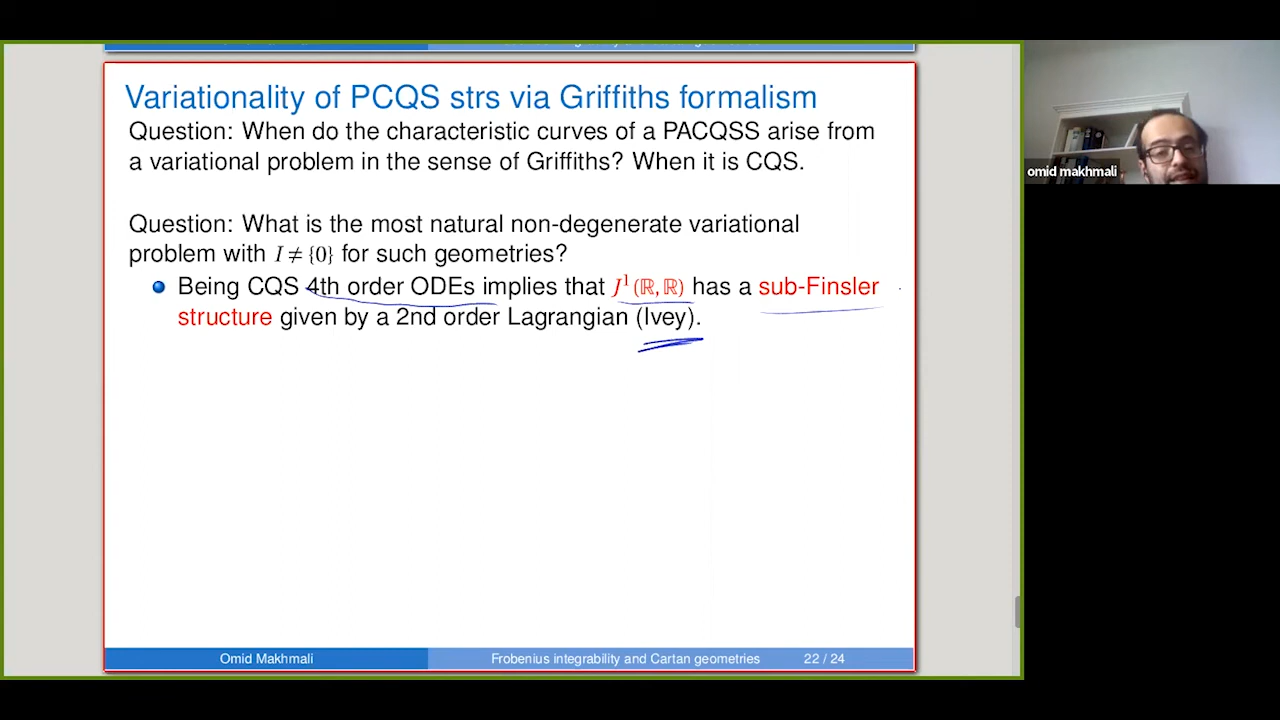 Variationality of PCQS strs via Griffiths formalism
Question: When do the characteristic curves of a PACQSS arise from
a variational problem in the sense of Griffiths? When it is CQS.
Question: What is the most natural non-degenerate variational
problem with I ≠ {0} for such geometries?
Being CQS 4th order ODEs implies that J¹(ℝ, ℝ) has a sub-Finsler
structure given by a 2nd order Lagrangian (Ivey).
omid makhmali
Omid Makhmali
Frobenius integrability and Cartan geometries
22 / 24